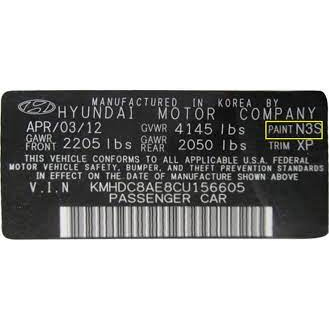 MANUFACTURED IN KOREA BY
HYUNDAI MOTOR COMPANY
APR/03/12 GVWR 4145 lbs PAINT N3S
GAWR FRONT 2205 lbs GAWR REAR 2050 lbs TRIM XP
THIS VEHICLE CONFORMS TO ALL APPLICABLE U.S.A. FEDERAL
MOTOR VEHICLE SAFETY, BUMPER, AND THEFT PREVENTION STANDARDS
IN EFFECT ON THE DATE OF MANUFACTURE SHOWN ABOVE.
V.I.N KMHDC8AE8CU156605
PASSENGER CAR